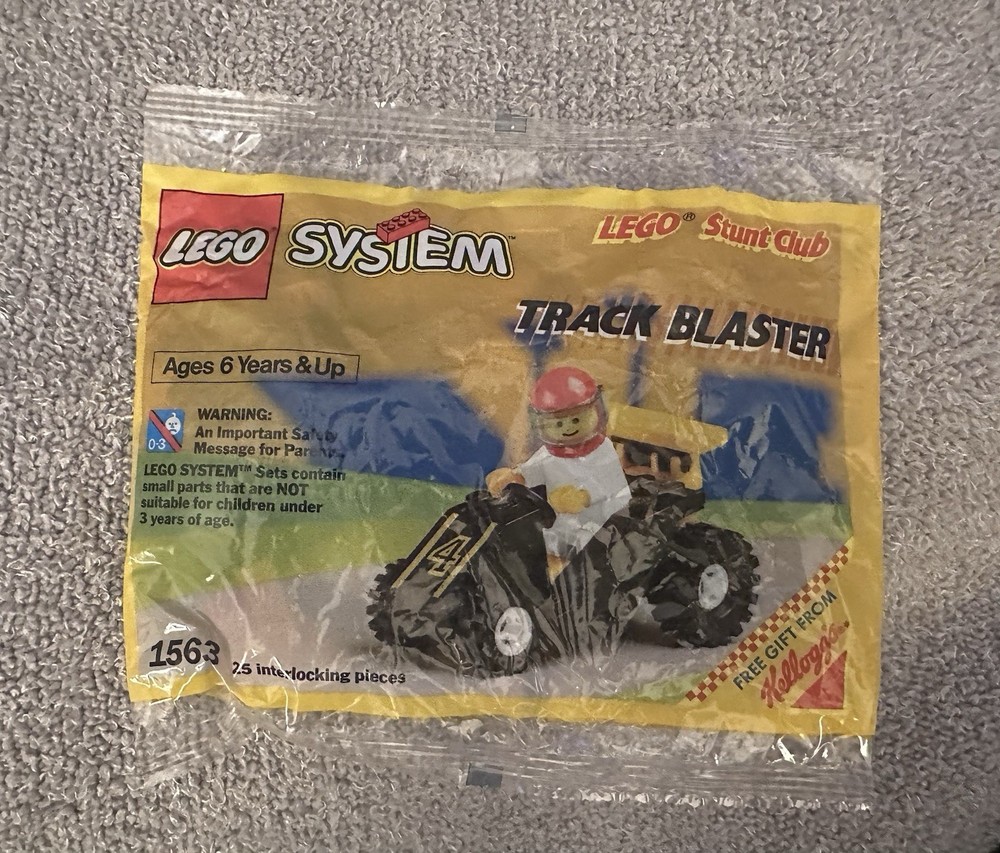 LEGO SYSTEM™
LEGO® Stunt Club
TRACK BLASTER
Ages 6 Years & Up
0-3
WARNING:
An Important Safety
Message for Parents.
LEGO SYSTEM™ Sets contain
small parts that are NOT
suitable for children under
3 years of age.
4
1563
25 interlocking pieces
FREE GIFT FROM
Kellogg's